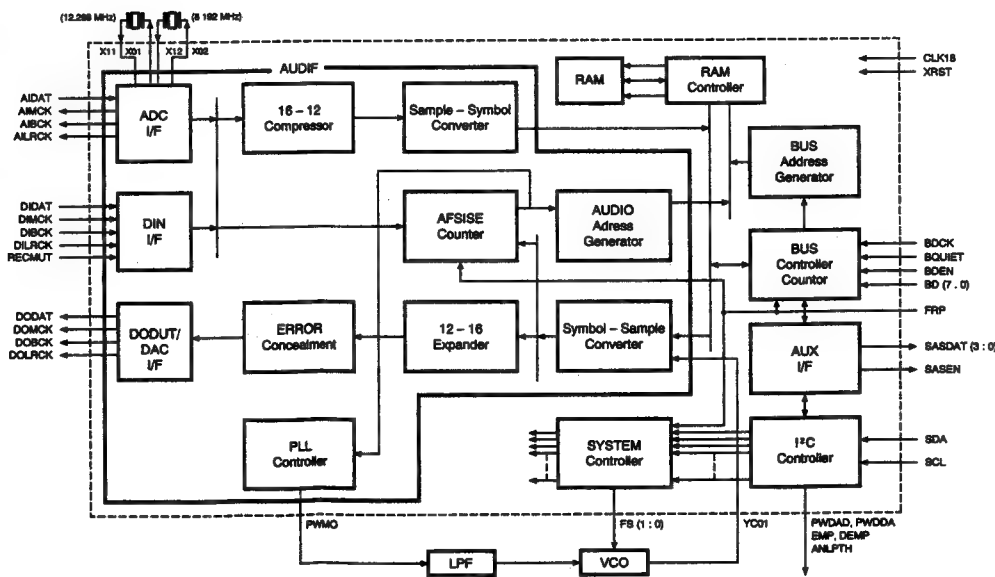 (12.288 MHz)
(8 192 MHz)
X11
X01
X12
X02
CLK18
XRST
AUDIF
AIDAT
AIMCK
AIBCK
AILRCK
ADC
I/F
16 – 12
Compressor
Sample – Symbol
Converter
RAM
RAM
Controller
BUS
Address
Generator
DIDAT
DIMCK
DIBCK
DILRCK
RECMUT
DIN
I/F
AFSISE
Counter
AUDIO
Adress
Generator
BUS
Controller
Countor
BDCK
BQUIET
BDEN
BD (7 . 0)
FRP
DODAT
DOMCK
DOBCK
DOLRCK
DODUT/
DAC
I/F
ERROR
Concealment
12 – 16
Expander
Symbol – Sample
Converter
AUX
I/F
SASDAT (3 : 0)
SASEN
PLL
Controller
SYSTEM
Controller
I²C
Controller
SDA
SCL
PWMO
FS (1 : 0)
YC01
PWDAD, PWDDA
EMP, DEMP
ANLPTH
LPF
VCO